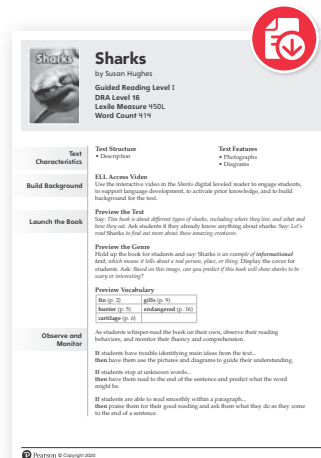 Sharks
Sharks
by Susan Hughes
Guided Reading Level I
DRA Level 16
Lexile Measure 450L
Word Count 414
Text
Characteristics
Text Structure
• Description
Text Features
• Photographs
• Diagrams
Build Background
ELL Access Video
Use the interactive video in the Sharks digital leveled reader to engage students,
to support language development, to activate prior knowledge, and to build
background for the text.
Launch the Book
Preview the Text
Say: This book is about different types of sharks, including where they live, and what and
how they eat. Ask students if they already know anything about sharks. Say: Let's
read Sharks to find out more about these amazing creatures.
Preview the Genre
Hold up the book for students and say: Sharks is an example of informational
text, which means it tells about a real person, place, or thing. Display the cover for
students. Ask: Based on this image, can you predict if this book will show sharks to be
scary or interesting?
Preview Vocabulary
fin (p. 2) gills (p. 9)
hunter (p. 5) endangered (p. 16)
cartilage (p. 6)
Observe and
Monitor
As students whisper-read the book on their own, observe their reading
behaviors, and monitor their fluency and comprehension.
If students have trouble identifying main ideas from the text...
then have them use the pictures and diagrams to guide their understanding.
If students stop at unknown words...
then have them read to the end of the sentence and predict what the word
might be.
If students are able to read smoothly within a paragraph...
then praise them for their good reading and ask them what they do as they come
to the end of a sentence.
Pearson © Copyright 2020